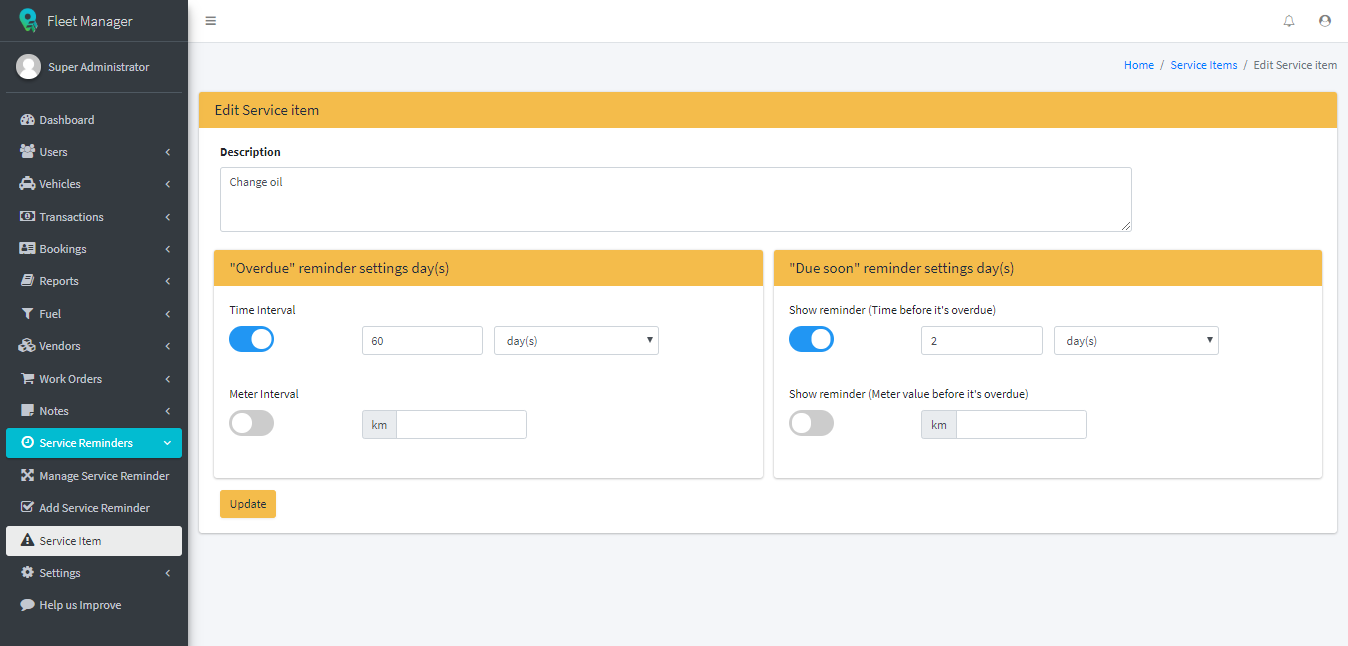 Fleet Manager
Super Administrator
Dashboard
Users
Vehicles
Transactions
Bookings
Reports
Fuel
Vendors
Work Orders
Notes
Service Reminders
Manage Service Reminder
Add Service Reminder
Service Item
Settings
Help us Improve
Home / Service Items / Edit Service item
Edit Service item
Description
Change oil
"Overdue" reminder settings day(s)
Time Interval
60 day(s)
Meter Interval
km
"Due soon" reminder settings day(s)
Show reminder (Time before it's overdue)
2 day(s)
Show reminder (Meter value before it's overdue)
km
Update